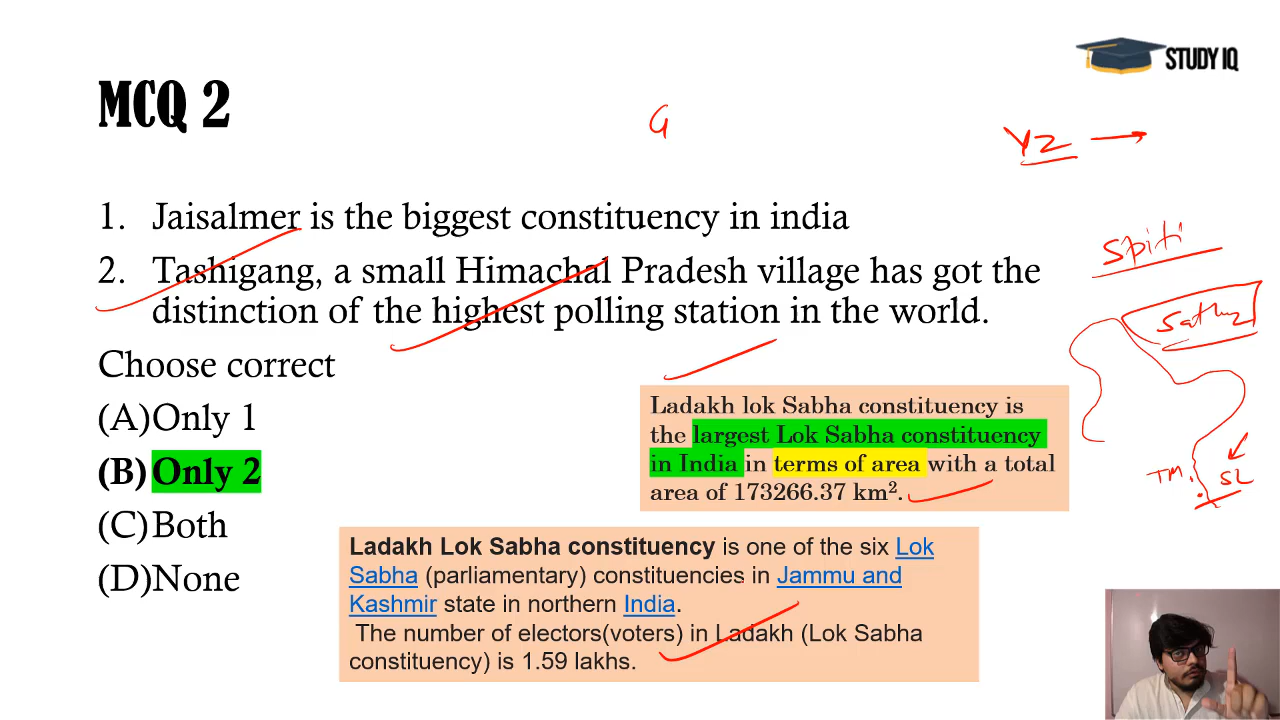 STUDY IQ
MCQ 2
G
YZ
1. Jaisalmer is the biggest constituency in india
Spiti
2. Tashigang, a small Himachal Pradesh village has got the
distinction of the highest polling station in the world.
Choose correct
(A)Only 1
(B)Only 2
(C)Both
(D)None
Ladakh lok Sabha constituency is
the largest Lok Sabha constituency
in India in terms of area with a total
area of 173266.37 km².
TM.
SL
Ladakh Lok Sabha constituency is one of the six Lok
Sabha (parliamentary) constituencies in Jammu and
Kashmir state in northern India.
The number of electors(voters) in Ladakh (Lok Sabha
constituency) is 1.59 lakhs.